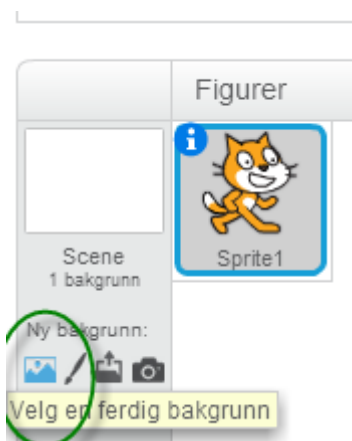 Figurer
i
Sprite1
Scene
1 bakgrunn
Ny bakgrunn:
Velg en ferdig bakgrunn